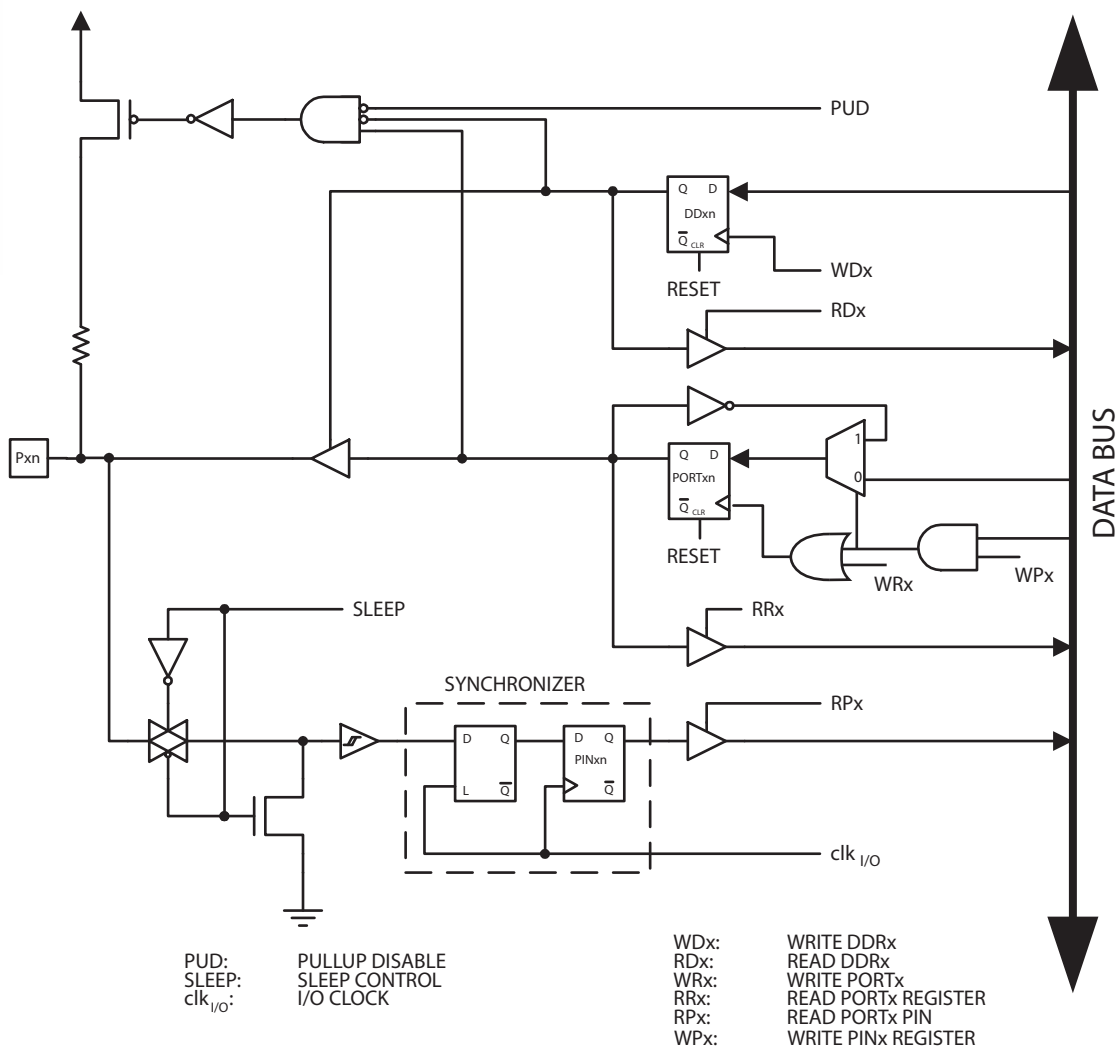 PUD
Q D
DDxn
Q CLR
WDx
RESET
RDx
Pxn
1
Q D
PORTxn
0
Q CLR
RESET
WRx
WPx
DATA BUS
SLEEP
RRx
SYNCHRONIZER
RPx
D Q
D Q
PINxn
L Q
Q
clk I/O
PUD: PULLUP DISABLE
SLEEP: SLEEP CONTROL
clk I/O: I/O CLOCK
WDx: WRITE DDRx
RDx: READ DDRx
WRx: WRITE PORTx
RRx: READ PORTx REGISTER
RPx: READ PORTx PIN
WPx: WRITE PINx REGISTER